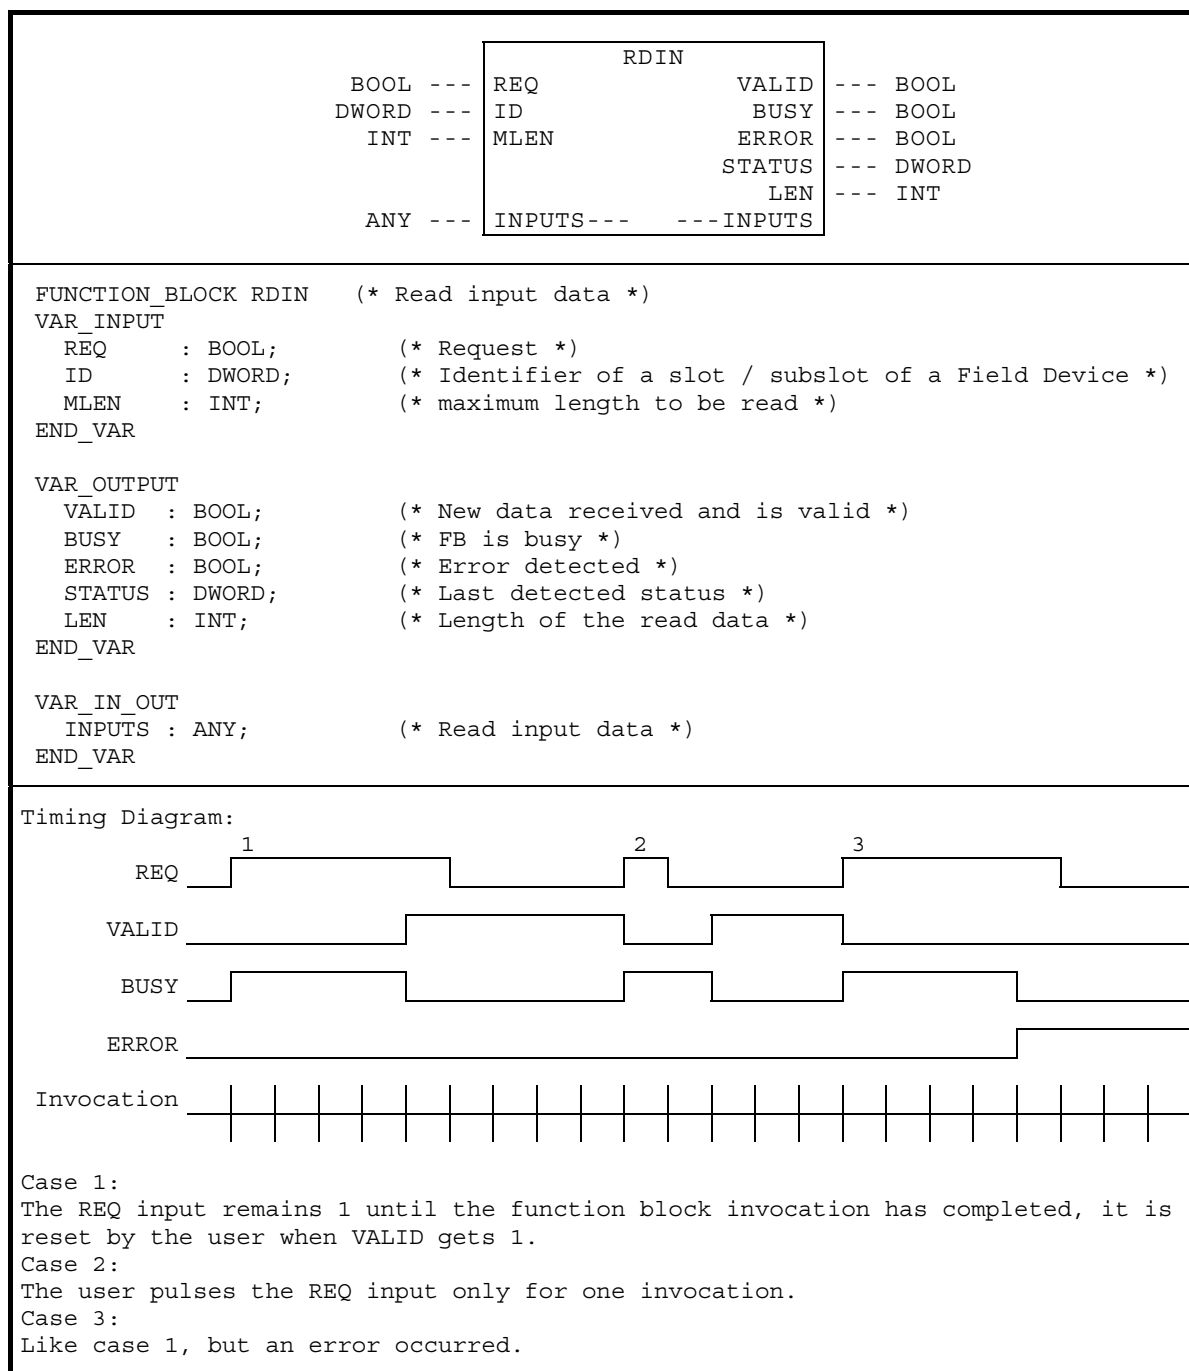 RDIN
BOOL --- REQ VALID --- BOOL
DWORD --- ID BUSY --- BOOL
INT --- MLEN ERROR --- BOOL
STATUS --- DWORD
LEN --- INT
ANY --- INPUTS--- ---INPUTS
FUNCTION_BLOCK RDIN (* Read input data *)
VAR_INPUT
REQ : BOOL; (* Request *)
ID : DWORD; (* Identifier of a slot / subslot of a Field Device *)
MLEN : INT; (* maximum length to be read *)
END_VAR
VAR_OUTPUT
VALID : BOOL; (* New data received and is valid *)
BUSY : BOOL; (* FB is busy *)
ERROR : BOOL; (* Error detected *)
STATUS : DWORD; (* Last detected status *)
LEN : INT; (* Length of the read data *)
END_VAR
VAR_IN_OUT
INPUTS : ANY; (* Read input data *)
END_VAR
Timing Diagram:
1 2 3
REQ
VALID
BUSY
ERROR
Invocation
Case 1:
The REQ input remains 1 until the function block invocation has completed, it is
reset by the user when VALID gets 1.
Case 2:
The user pulses the REQ input only for one invocation.
Case 3:
Like case 1, but an error occurred.